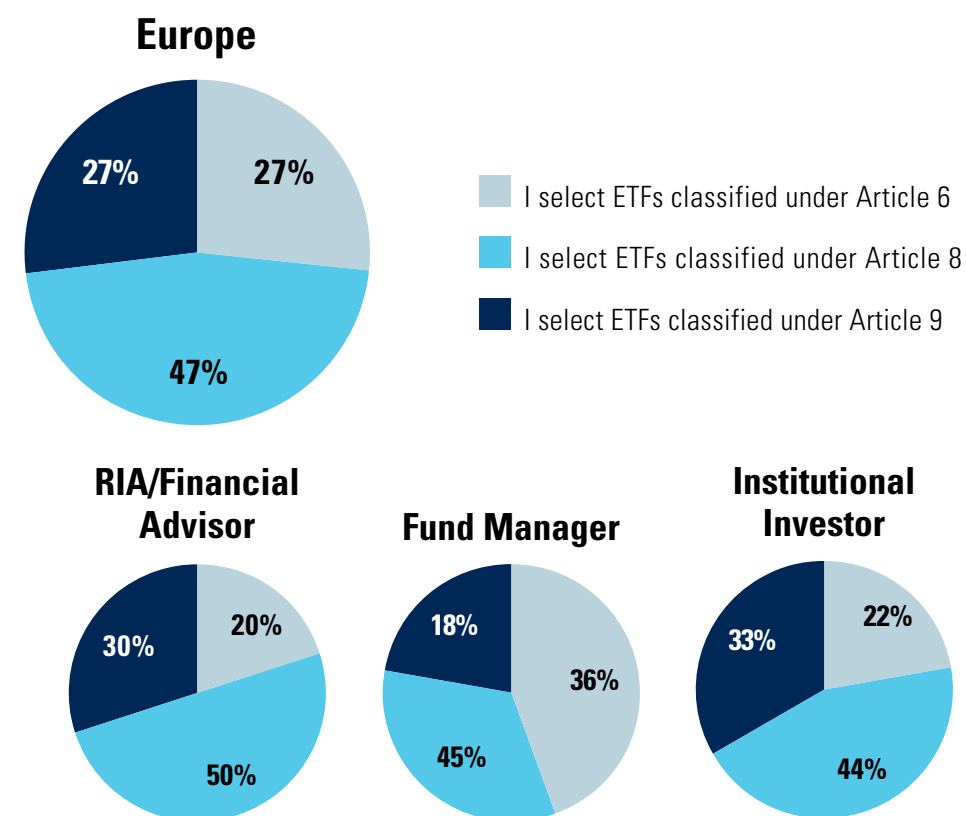 Europe
27%
27%
47%
I select ETFs classified under Article 6
I select ETFs classified under Article 8
I select ETFs classified under Article 9
RIA/Financial
Advisor
30%
20%
50%
Fund Manager
18%
36%
45%
Institutional
Investor
33%
22%
44%